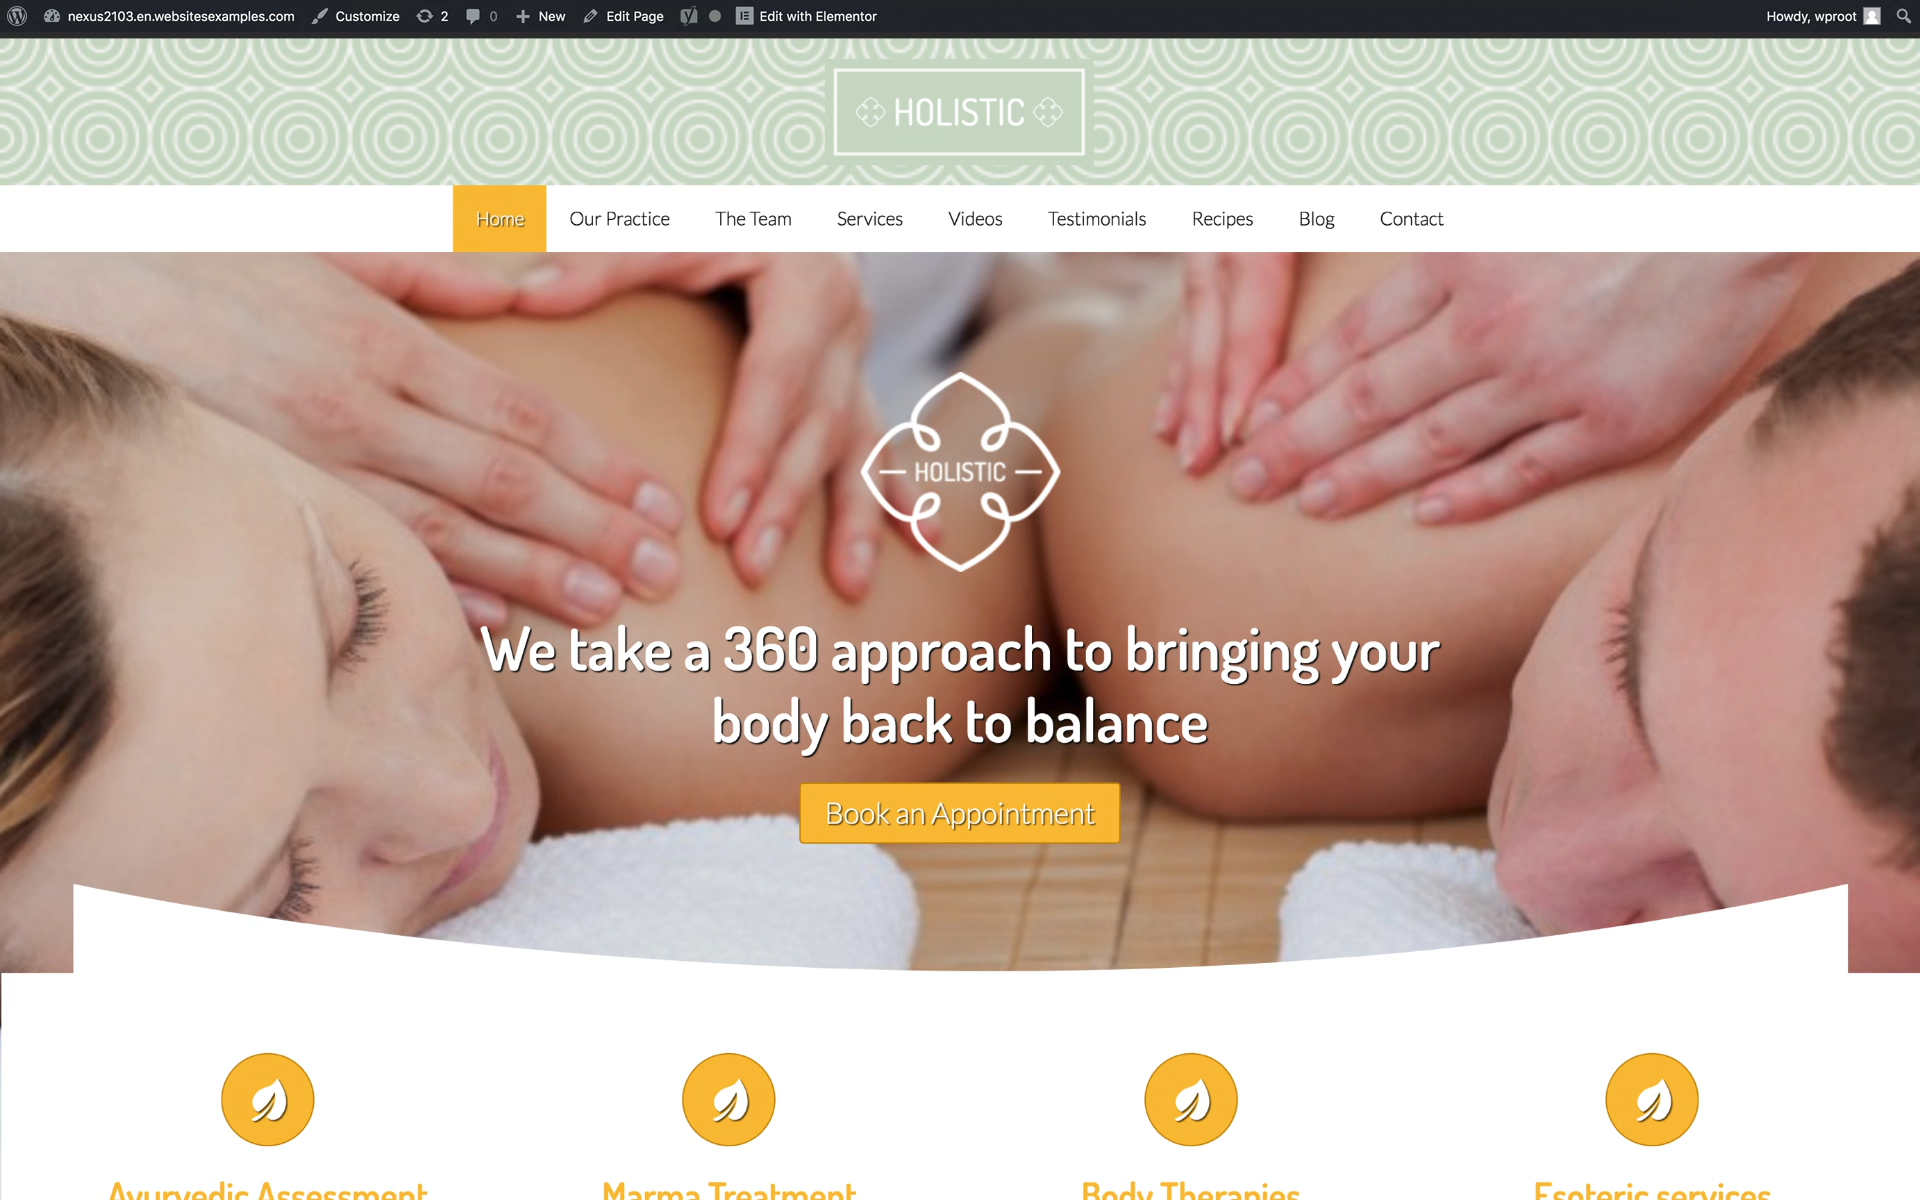 nexus2103.en.websitesexamples.com Customize 2 0 New Edit Page Edit with Elementor Howdy, wproot
HOLISTIC
Home Our Practice The Team Services Videos Testimonials Recipes Blog Contact
HOLISTIC
We take a 360 approach to bringing your
body back to balance
Book an Appointment
Ayurvedic Assessment Marma Treatment Body Therapies Esoteric services